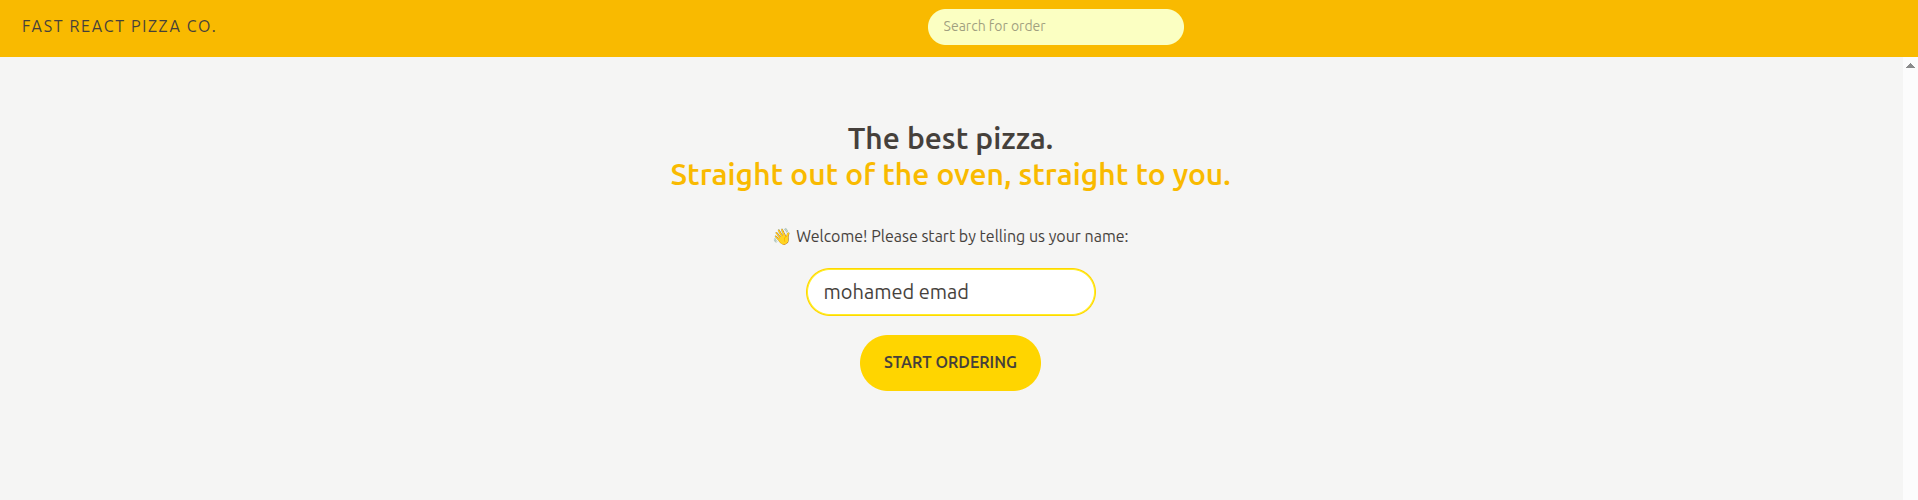 FAST REACT PIZZA CO.
Search for order
The best pizza.
Straight out of the oven, straight to you.
👋 Welcome! Please start by telling us your name:
mohamed emad
START ORDERING